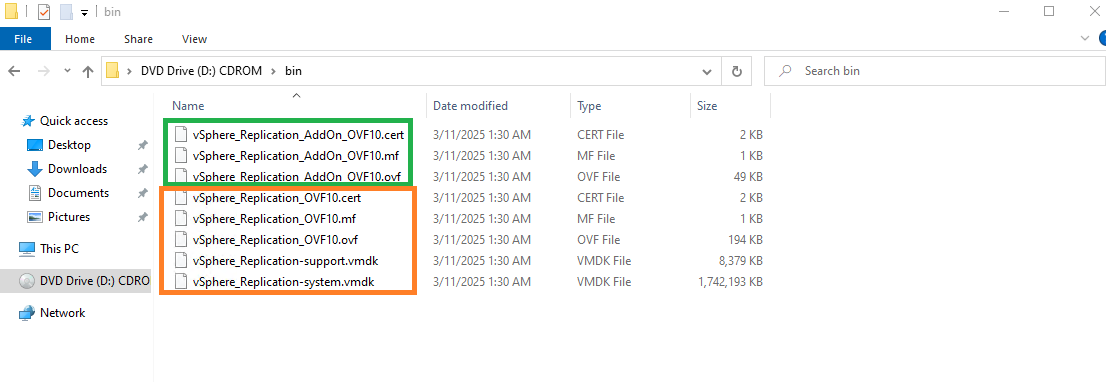 bin
File Home Share View
DVD Drive (D:) CDROM bin Search bin
Name Date modified Type Size
Quick access
Desktop
Downloads
Documents
Pictures
This PC
DVD Drive (D:) CDRO
Network
vSphere_Replication_AddOn_OVF10.cert 3/11/2025 1:30 AM CERT File 2 KB
vSphere_Replication_AddOn_OVF10.mf 3/11/2025 1:30 AM MF File 1 KB
vSphere_Replication_AddOn_OVF10.ovf 3/11/2025 1:30 AM OVF File 49 KB
vSphere_Replication_OVF10.cert 3/11/2025 1:30 AM CERT File 2 KB
vSphere_Replication_OVF10.mf 3/11/2025 1:30 AM MF File 1 KB
vSphere_Replication_OVF10.ovf 3/11/2025 1:30 AM OVF File 194 KB
vSphere_Replication-support.vmdk 3/11/2025 1:30 AM VMDK File 8,379 KB
vSphere_Replication-system.vmdk 3/11/2025 1:30 AM VMDK File 1,742,193 KB